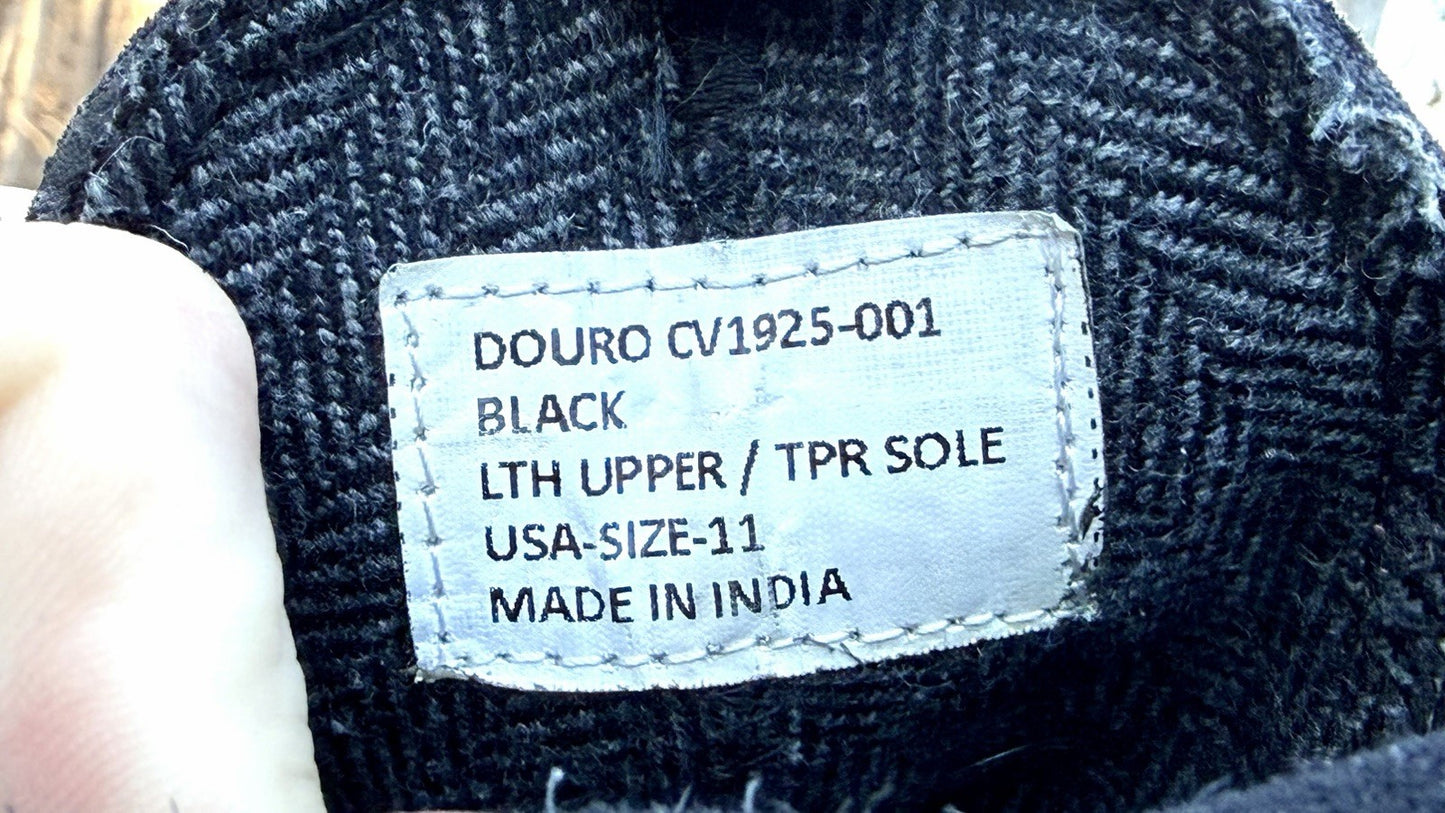 DOURO CV1925-001
BLACK
LTH UPPER / TPR SOLE
USA-SIZE-11
MADE IN INDIA